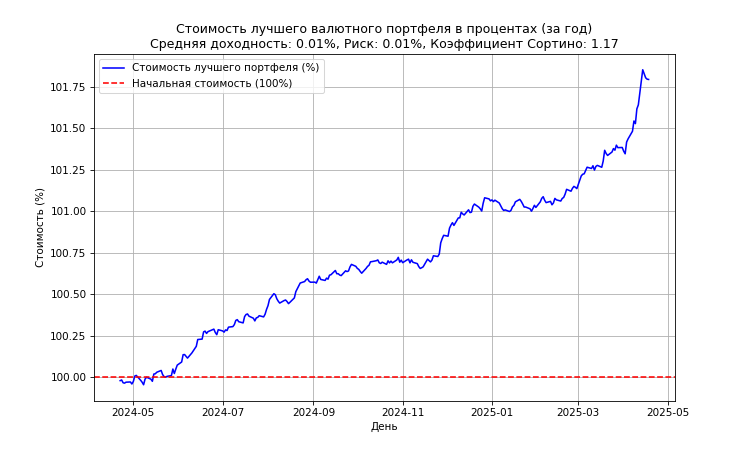 Стоимость лучшего валютного портфеля в процентах (за год)
Средняя доходность: 0.01%, Риск: 0.01%, Коэффициент Сортино: 1.17
Стоимость лучшего портфеля (%)
Начальная стоимость (100%)
Стоимость (%)
101.75
101.50
101.25
101.00
100.75
100.50
100.25
100.00
2024-05
2024-07
2024-09
2024-11
2025-01
2025-03
2025-05
День